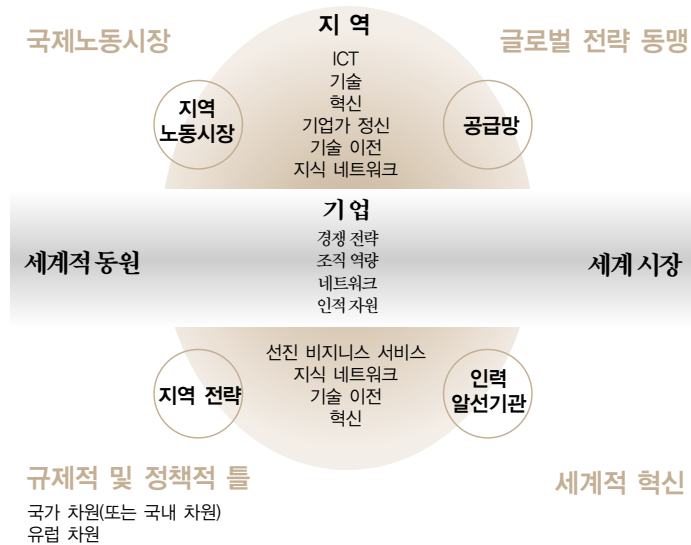 국제노동시장
지 역
글로벌 전략 동맹
ICT
기술
혁신
기업가 정신
기술 이전
지식 네트워크
지역
노동시장
공급망
기업
경쟁 전략
조직 역량
네트워크
인적 자원
세계적 동원
세계 시장
선진 비지니스 서비스
지식 네트워크
기술 이전
혁신
지역 전략
인력
알선기관
규제적 및 정책적 틀
국가 차원(또는 국내 차원)
유럽 차원
세계적 혁신